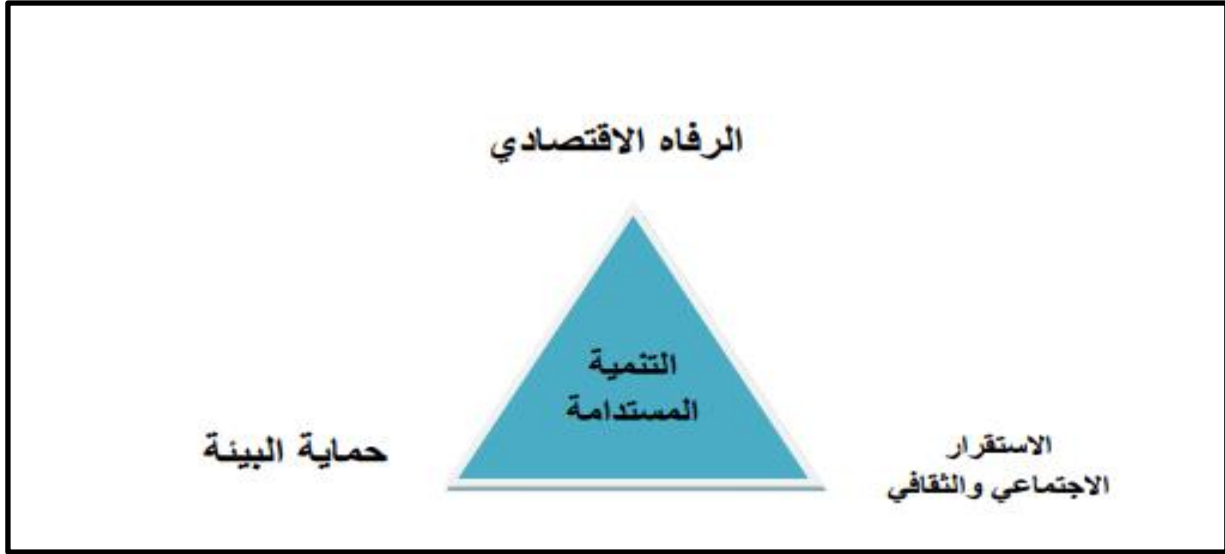 الرفاه الاقتصادي
التنمية
المستدامة
الاستقرار
الاجتماعي والثقافي
حماية البيئة